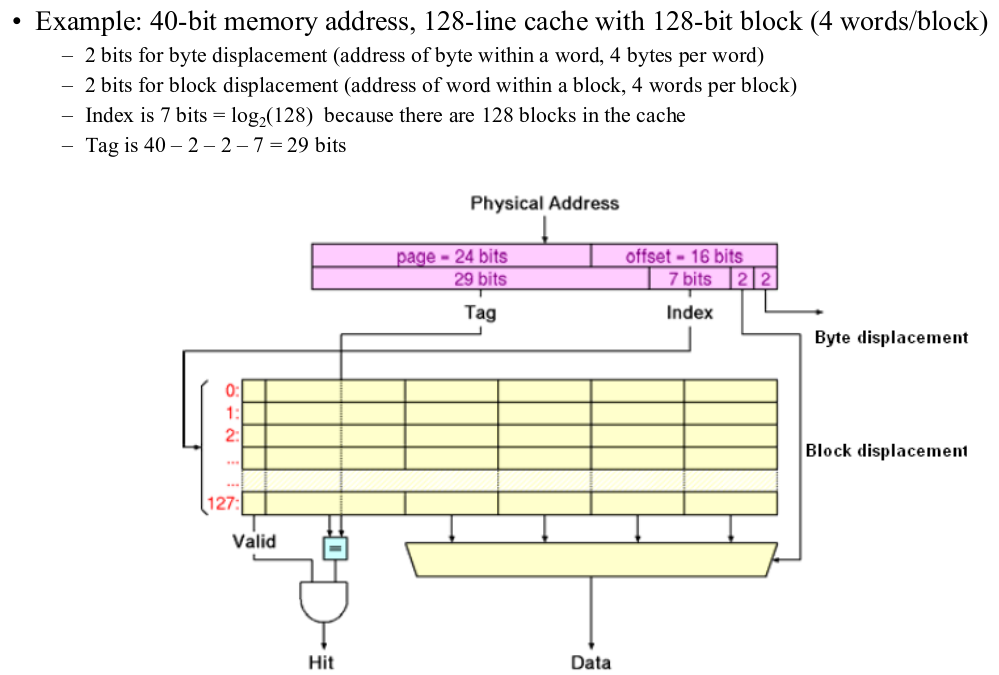 • Example: 40-bit memory address, 128-line cache with 128-bit block (4 words/block)
– 2 bits for byte displacement (address of byte within a word, 4 bytes per word)
– 2 bits for block displacement (address of word within a block, 4 words per block)
– Index is 7 bits = log₂(128)  because there are 128 blocks in the cache
– Tag is 40 – 2 – 2 – 7 = 29 bits
Physical Address
page = 24 bits offset = 16 bits
29 bits 7 bits 2 2
Tag Index
Byte displacement
0:
1:
2:
...
Block displacement
...
127:
Valid
=
Hit Data